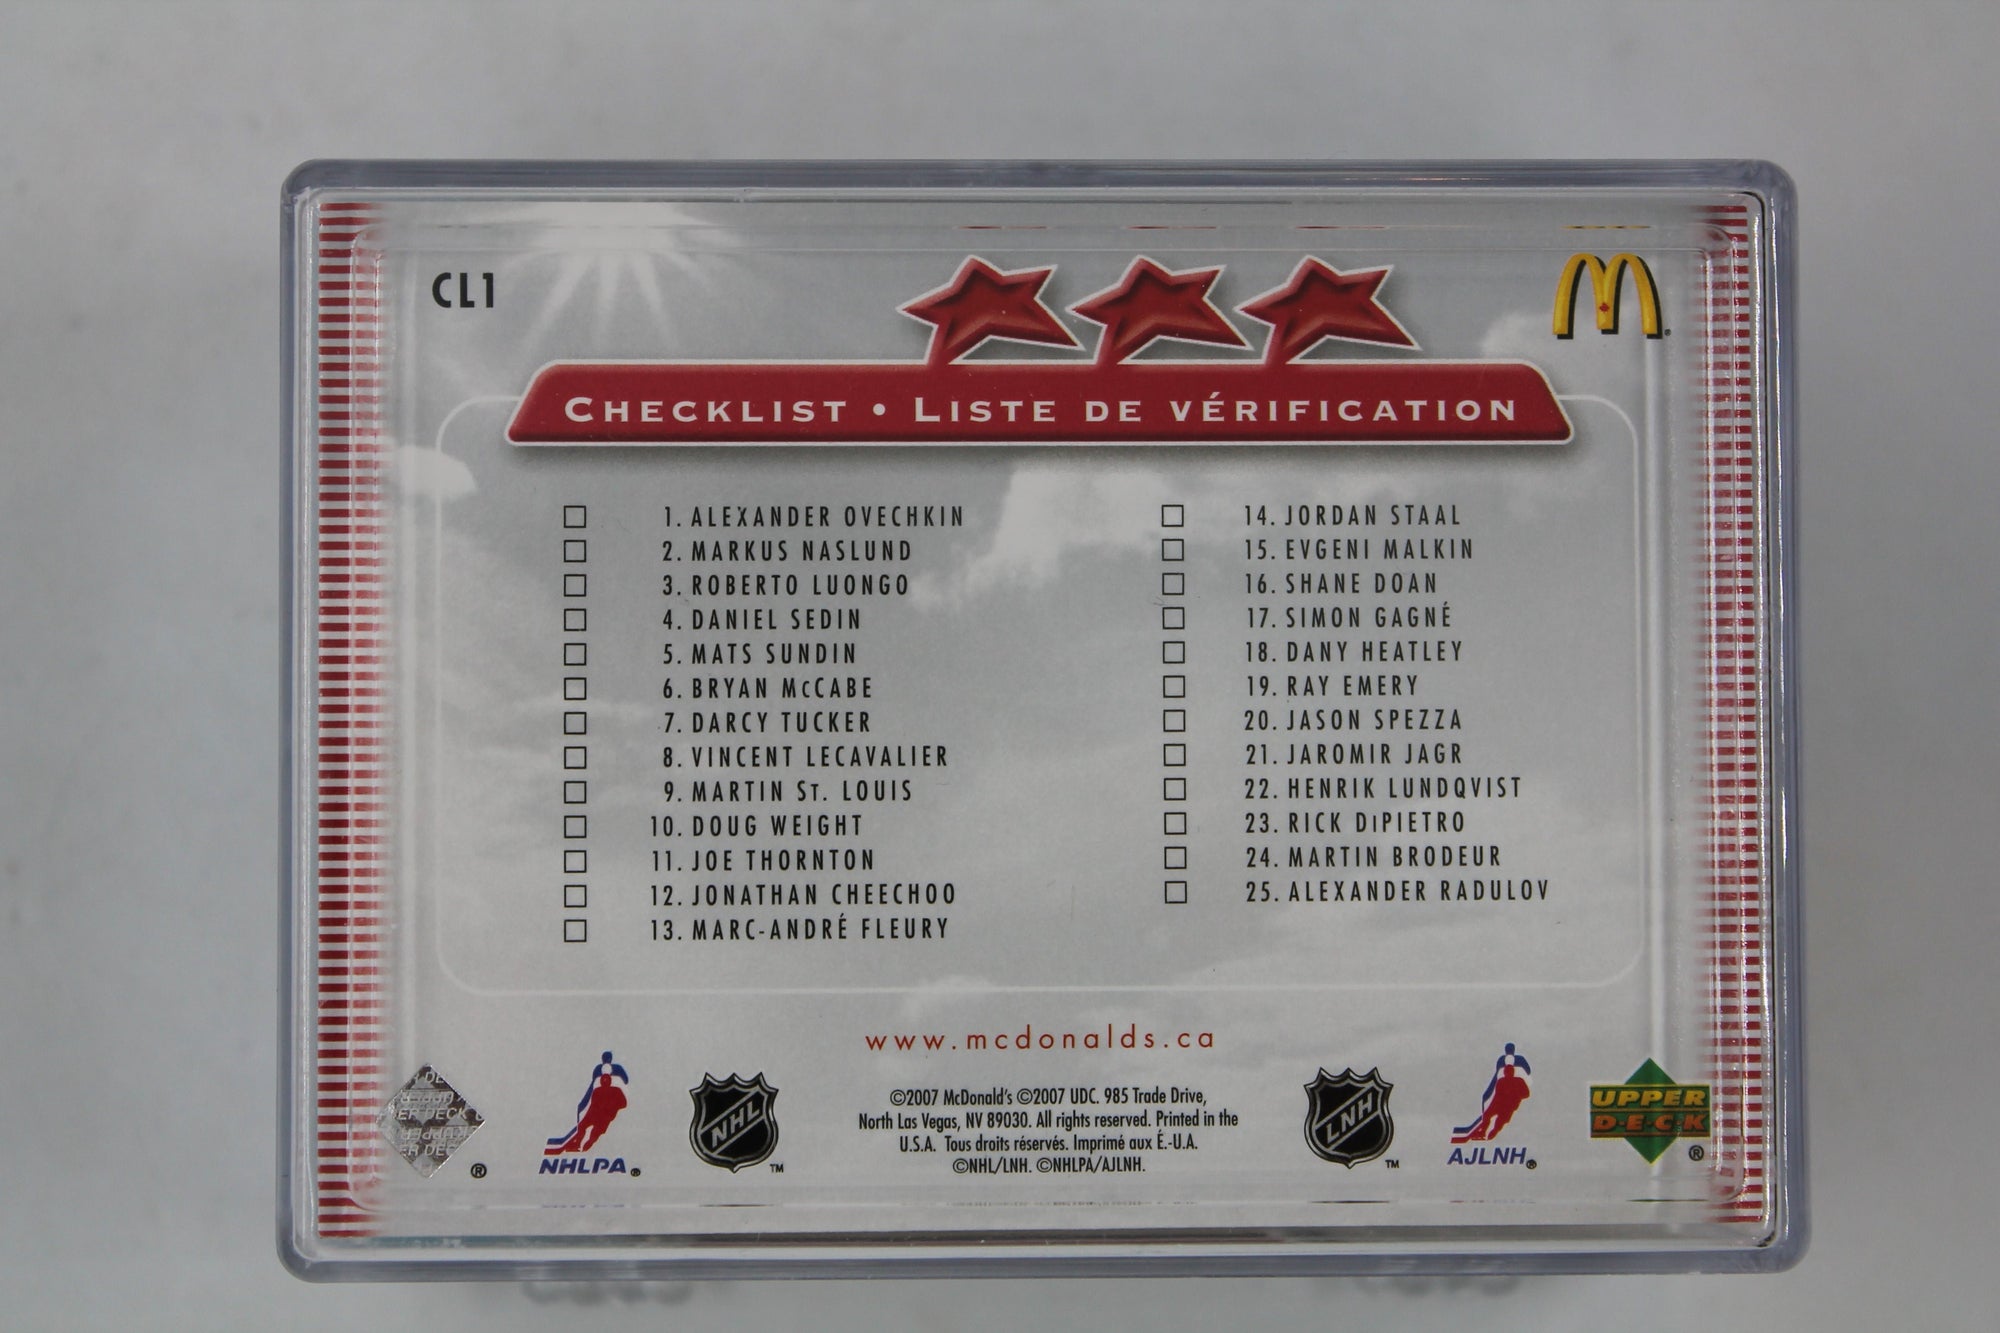 CL1
CHECKLIST • LISTE DE VÉRIFICATION
1. ALEXANDER OVECHKIN
2. MARKUS NASLUND
3. ROBERTO LUONGO
4. DANIEL SEDIN
5. MATS SUNDIN
6. BRYAN McCABE
7. DARCY TUCKER
8. VINCENT LECAVALIER
9. MARTIN ST. LOUIS
10. DOUG WEIGHT
11. JOE THORNTON
12. JONATHAN CHEECHOO
13. MARC-ANDRÉ FLEURY
14. JORDAN STAAL
15. EVGENI MALKIN
16. SHANE DOAN
17. SIMON GAGNÉ
18. DANY HEATLEY
19. RAY EMERY
20. JASON SPEZZA
21. JAROMIR JAGR
22. HENRIK LUNDQVIST
23. RICK DiPIETRO
24. MARTIN BRODEUR
25. ALEXANDER RADULOV
www.mcdonalds.ca
®
NHLPA®
NHL™
©2007 McDonald's ©2007 UDC. 985 Trade Drive,
North Las Vegas, NV 89030. All rights reserved. Printed in the
U.S.A. Tous droits réservés. Imprimé aux É.-U.A.
©NHL/LNH. ©NHLPA/AJLNH.
LNH™
AJLNH®
UPPER
DECK®